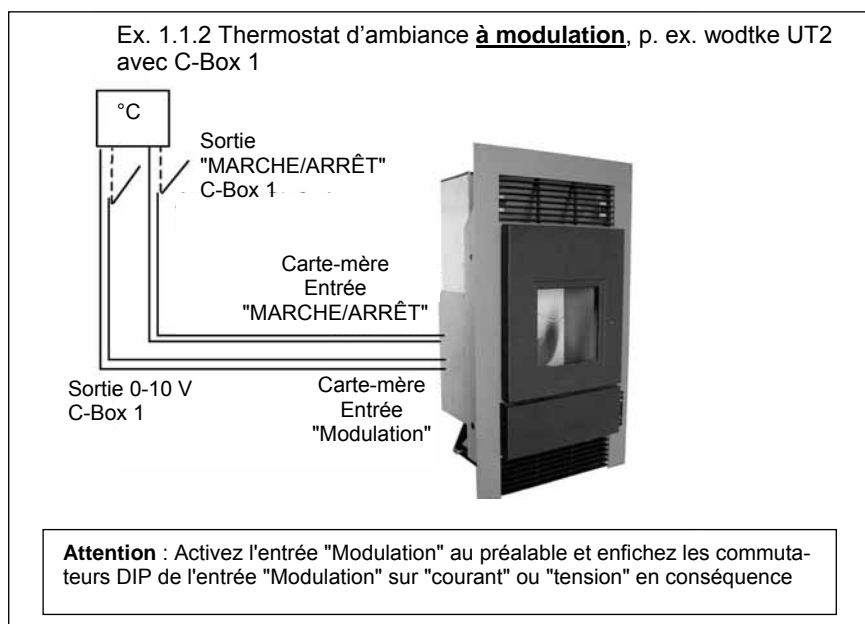 Ex. 1.1.2 Thermostat d’ambiance à modulation, p. ex. wodtke UT2
avec C-Box 1
°C
Sortie
"MARCHE/ARRÊT"
C-Box 1
Carte-mère
Entrée
"MARCHE/ARRÊT"
Sortie 0-10 V
C-Box 1
Carte-mère
Entrée
"Modulation"
Attention : Activez l'entrée "Modulation" au préalable et enfichez les commuta-
teurs DIP de l'entrée "Modulation" sur "courant" ou "tension" en conséquence